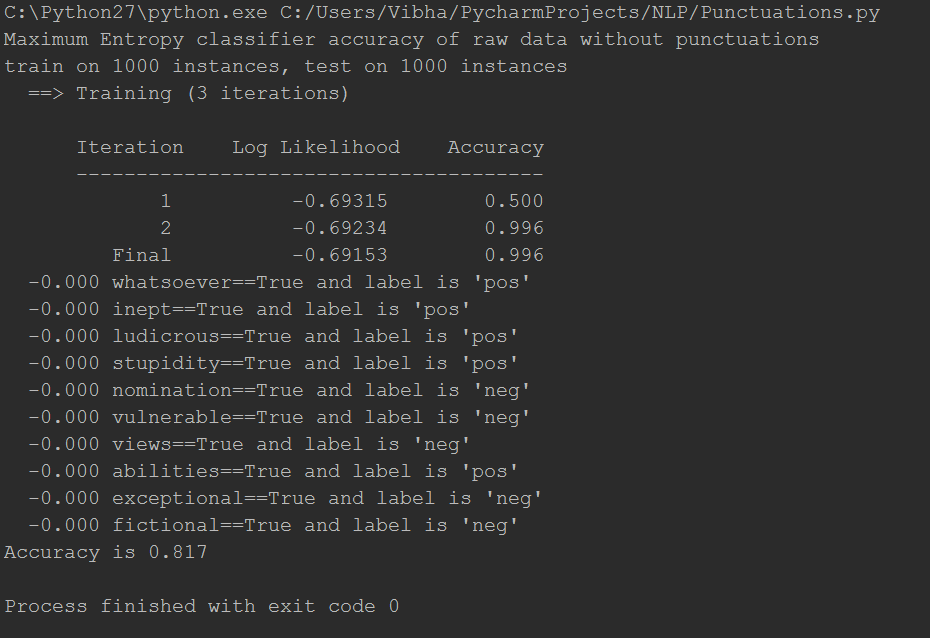 C:\Python27\python.exe C:/Users/Vibha/PycharmProjects/NLP/Punctuations.py
Maximum Entropy classifier accuracy of raw data without punctuations
train on 1000 instances, test on 1000 instances
  ==> Training (3 iterations)
      Iteration    Log Likelihood    Accuracy
      ---------------------------------------
             1          -0.69315        0.500
             2          -0.69234        0.996
         Final          -0.69153        0.996
  -0.000 whatsoever==True and label is 'pos'
  -0.000 inept==True and label is 'pos'
  -0.000 ludicrous==True and label is 'pos'
  -0.000 stupidity==True and label is 'pos'
  -0.000 nomination==True and label is 'neg'
  -0.000 vulnerable==True and label is 'neg'
  -0.000 views==True and label is 'neg'
  -0.000 abilities==True and label is 'pos'
  -0.000 exceptional==True and label is 'neg'
  -0.000 fictional==True and label is 'neg'
Accuracy is 0.817
Process finished with exit code 0